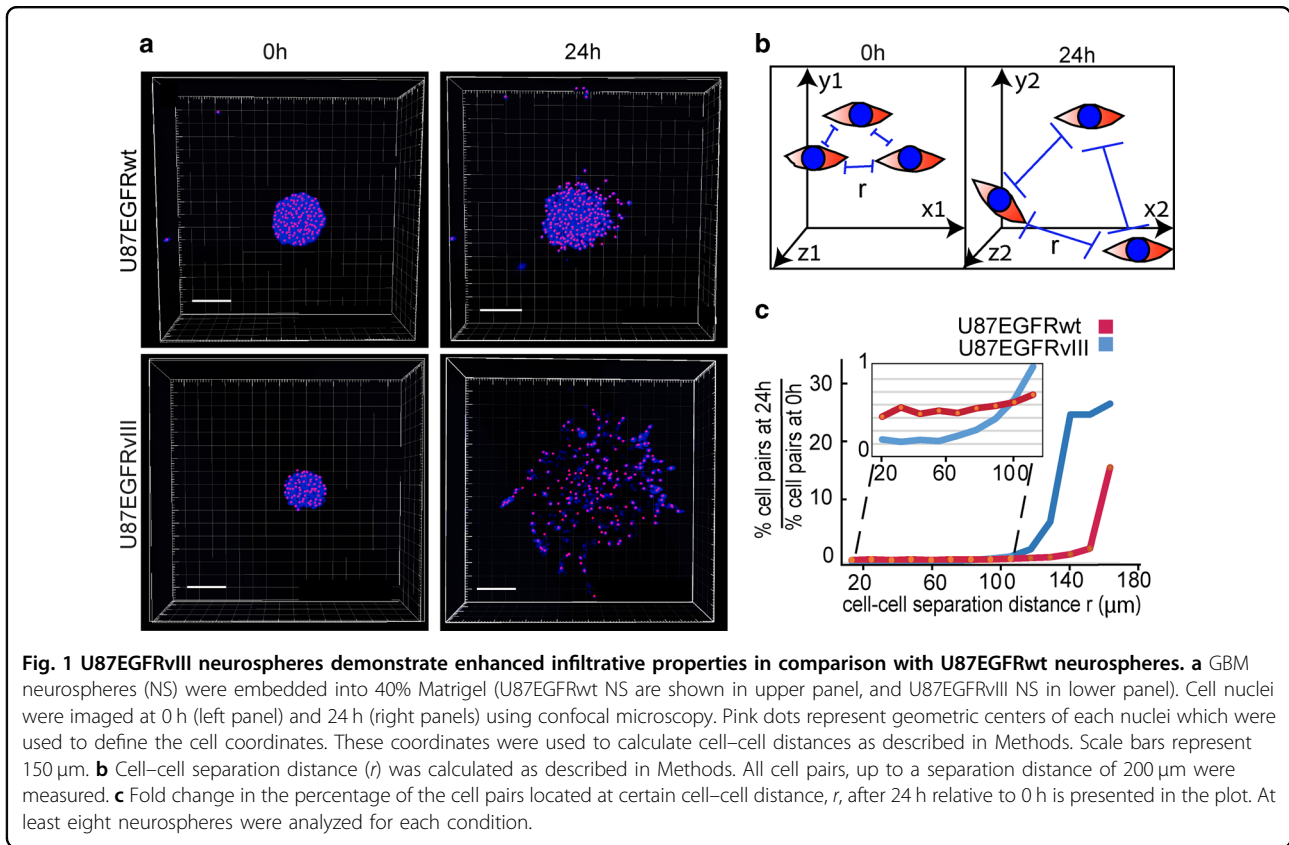 a
0h
24h
U87EGFRwt
U87EGFRvIII
b
0h
24h
y1
r
x1
z1
y2
r
x2
z2
c
U87EGFRwt
U87EGFRvIII
% cell pairs at 24h
% cell pairs at 0h
30
20
10
0
1
0
20
60
100
20
60
100
140
180
cell-cell separation distance r (µm)
Fig. 1 U87EGFRvIII neurospheres demonstrate enhanced infiltrative properties in comparison with U87EGFRwt neurospheres. a GBM
neurospheres (NS) were embedded into 40% Matrigel (U87EGFRwt NS are shown in upper panel, and U87EGFRvIII NS in lower panel). Cell nuclei
were imaged at 0 h (left panel) and 24 h (right panels) using confocal microscopy. Pink dots represent geometric centers of each nuclei which were
used to define the cell coordinates. These coordinates were used to calculate cell–cell distances as described in Methods. Scale bars represent
150 µm. b Cell–cell separation distance (r) was calculated as described in Methods. All cell pairs, up to a separation distance of 200 µm were
measured. c Fold change in the percentage of the cell pairs located at certain cell–cell distance, r, after 24 h relative to 0 h is presented in the plot. At
least eight neurospheres were analyzed for each condition.